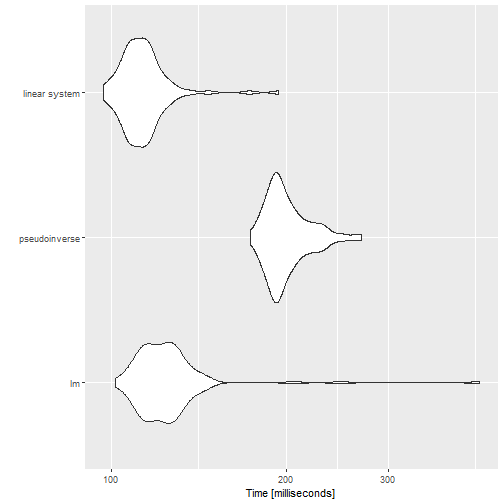 linear system
pseudoinverse
lm
100
200
300
Time [milliseconds]